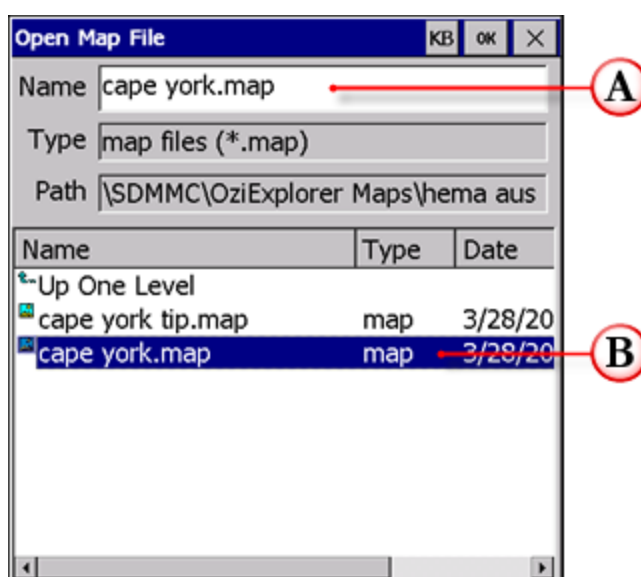 Open Map File KB OK
Name cape york.map
A
Type map files (*.map)
Path \SDMMC\OziExplorer Maps\hema aus
Name Type Date
Up One Level
cape york tip.map map 3/28/20
cape york.map map 3/28/20
B